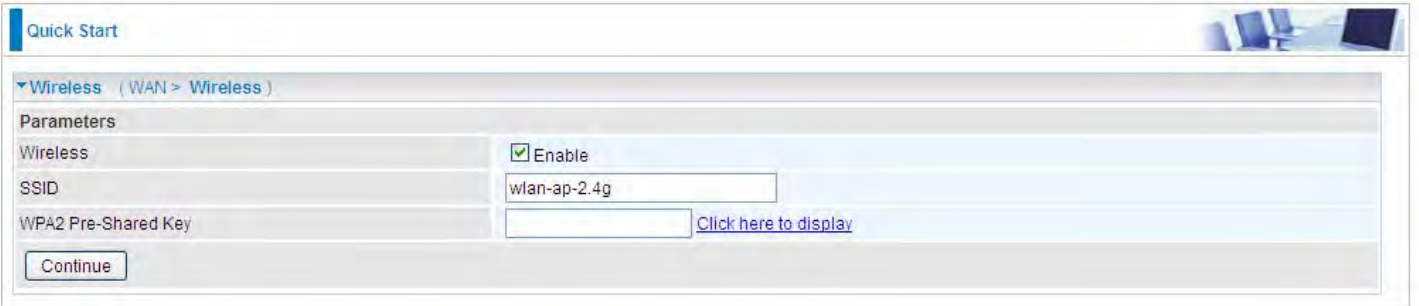 Quick Start
Wireless ( WAN > Wireless )
Parameters
Wireless Enable
SSID wlan-ap-2.4g
WPA2 Pre-Shared Key Click here to display
Continue